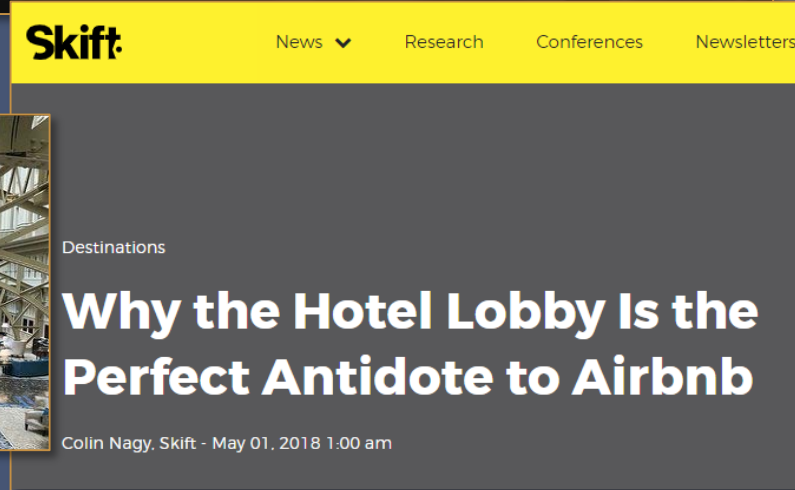 Skift
News
Research
Conferences
Newsletters
Destinations
Why the Hotel Lobby Is the
Perfect Antidote to Airbnb
Colin Nagy, Skift - May 01, 2018 1:00 am